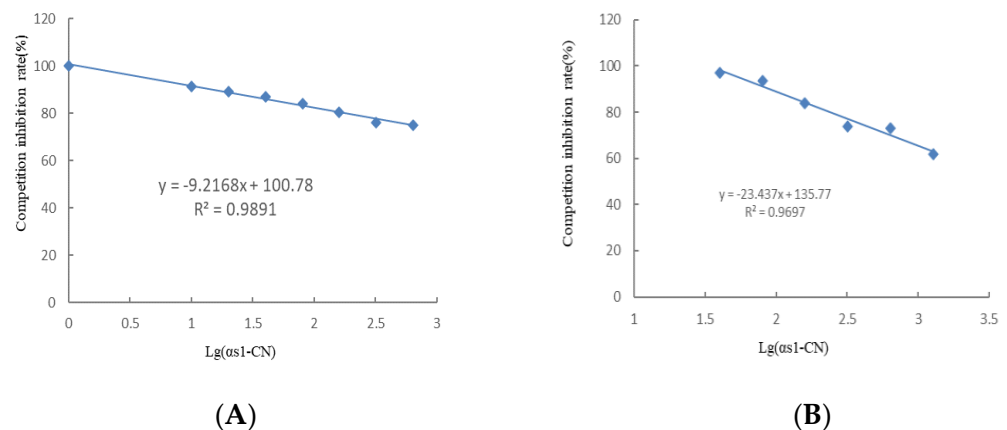 120
100
80
60
40
20
0
Competition inhibition rate(%)
y = -9.2168x + 100.78
R² = 0.9891
0 0.5 1 1.5 2 2.5 3
Lg(αs1-CN)
(A)
120
100
80
60
40
20
0
Competition inhibition rate(%)
y = -23.437x + 135.77
R² = 0.9697
1 1.5 2 2.5 3 3.5
Lg(αs1-CN)
(B)